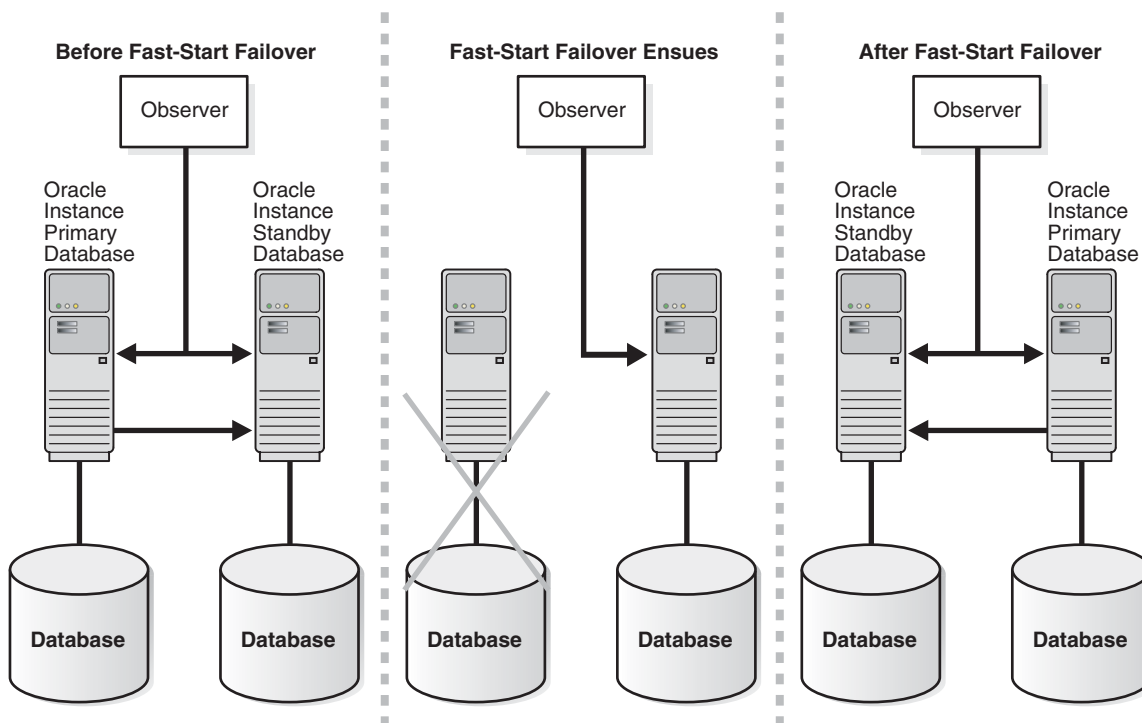 Before Fast-Start Failover
Observer
Oracle
Instance
Primary
Database
Oracle
Instance
Standby
Database
Database
Database
Fast-Start Failover Ensues
Observer
Database
Database
After Fast-Start Failover
Observer
Oracle
Instance
Standby
Database
Oracle
Instance
Primary
Database
Database
Database